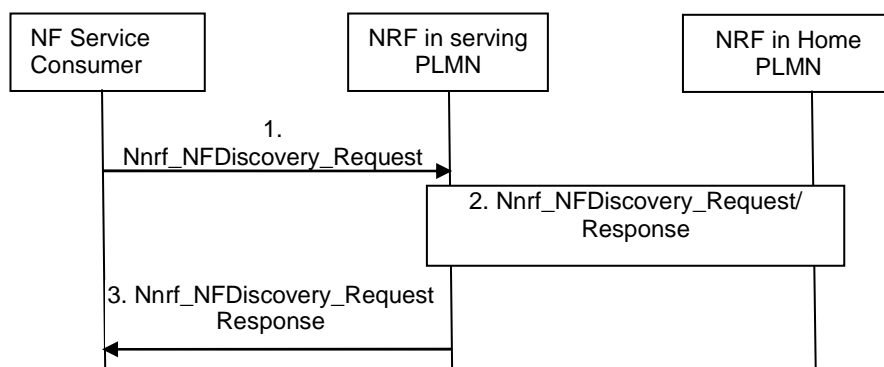 NF Service
Consumer
NRF in serving
PLMN
NRF in Home
PLMN
1.
Nnrf_NFDiscovery_Request
2. Nnrf_NFDiscovery_Request/
Response
3. Nnrf_NFDiscovery_Request
Response